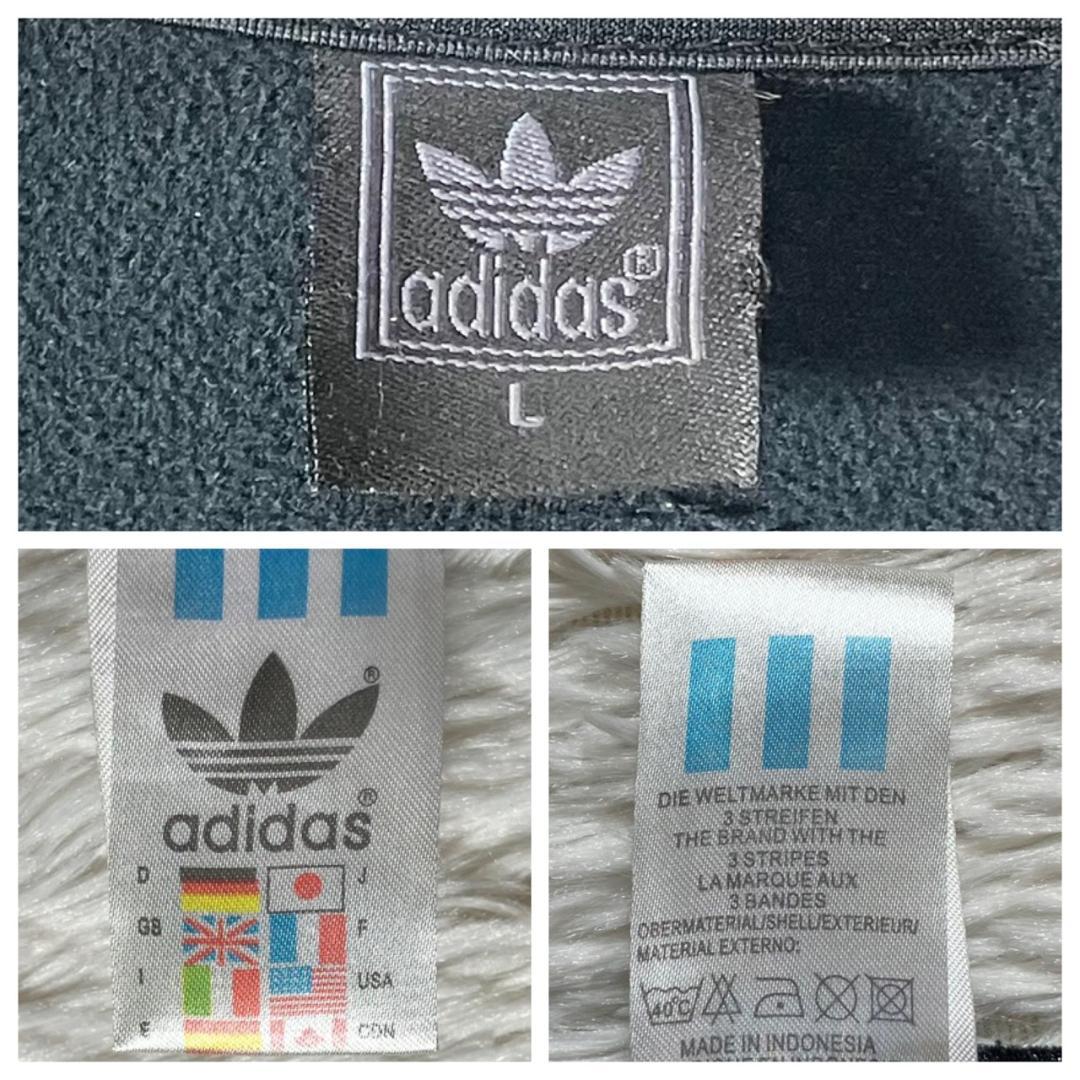 adidas®
L
®
adidas®
D J
GB F
I USA
E CDN
DIE WELTMARKE MIT DEN
3 STREIFEN
THE BRAND WITH THE
3 STRIPES
LA MARQUE AUX
3 BANDES
OBERMATERIAL/SHELL/EXTERIEUR/
MATERIAL EXTERNO:
40°C
MADE IN INDONESIA